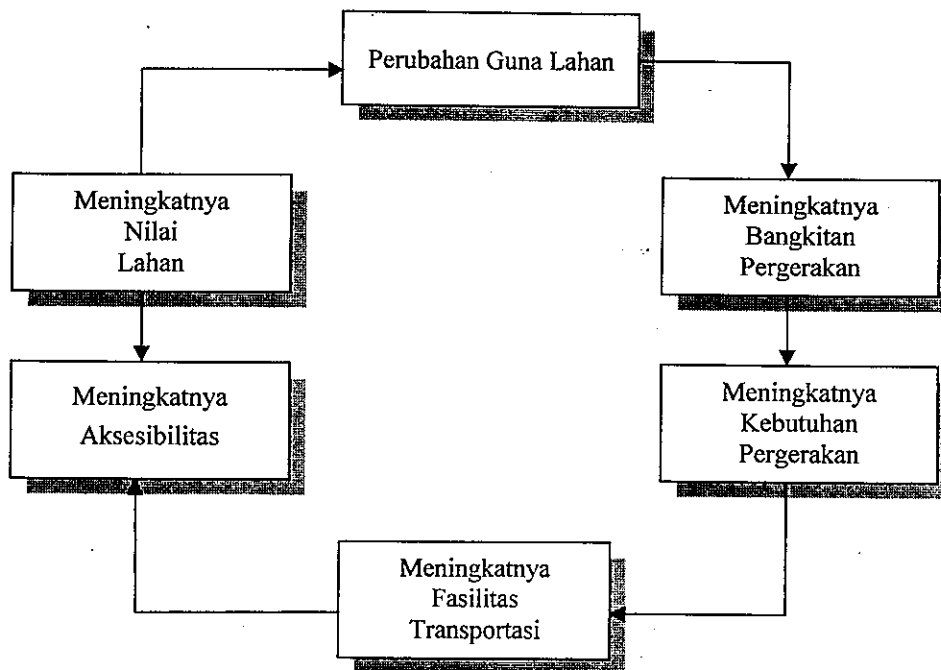 Perubahan Guna Lahan
Meningkatnya
Nilai
Lahan
Meningkatnya
Bangkitan
Pergerakan
Meningkatnya
Aksesibilitas
Meningkatnya
Kebutuhan
Pergerakan
Meningkatnya
Fasilitas
Transportasi